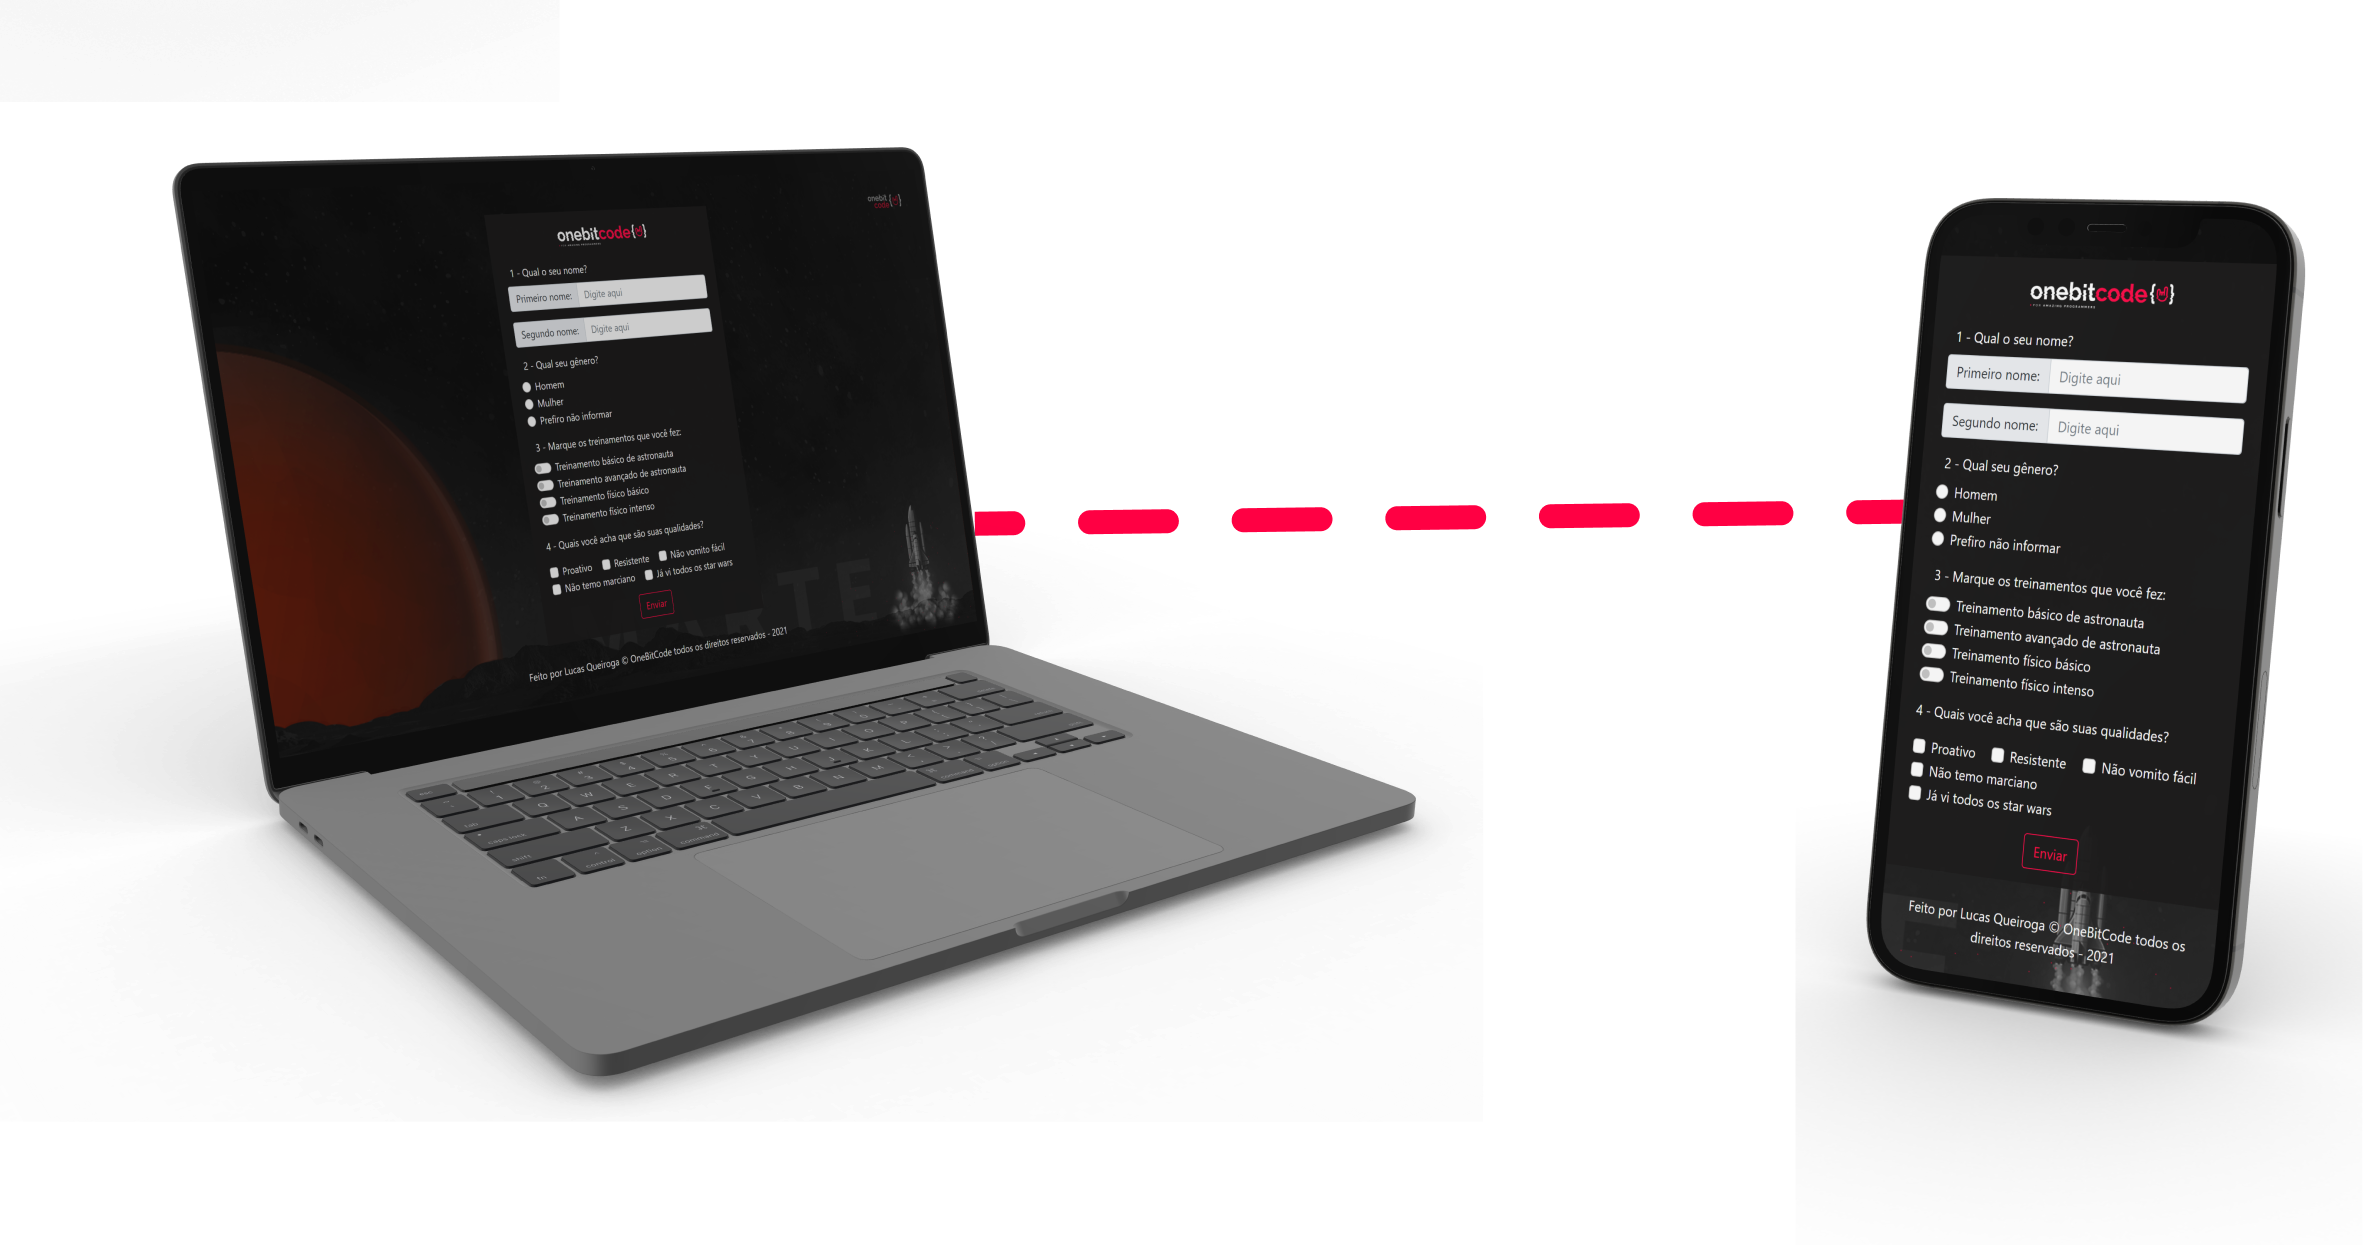 onebit
code{}
onebitcode{}
1 - Qual o seu nome?
Primeiro nome: Digite aqui
Segundo nome: Digite aqui
2 - Qual seu gênero?
Homem
Mulher
Prefiro não informar
3 - Marque os treinamentos que você fez:
Treinamento básico de astronauta
Treinamento avançado de astronauta
Treinamento físico básico
Treinamento físico intenso
4 - Quais você acha que são suas qualidades?
Proativo Resistente Não vomito fácil
Não temo marciano Já vi todos os star wars
Enviar
Feito por Lucas Queiroga © OneBitCode todos os direitos reservados - 2021
onebitcode{}
FOR AMAZING PROGRAMMERS
1 - Qual o seu nome?
Primeiro nome: Digite aqui
Segundo nome: Digite aqui
2 - Qual seu gênero?
Homem
Mulher
Prefiro não informar
3 - Marque os treinamentos que você fez:
Treinamento básico de astronauta
Treinamento avançado de astronauta
Treinamento físico básico
Treinamento físico intenso
4 - Quais você acha que são suas qualidades?
Proativo Resistente Não vomito fácil
Não temo marciano
Já vi todos os star wars
Enviar
Feito por Lucas Queiroga © OneBitCode todos os
direitos reservados - 2021